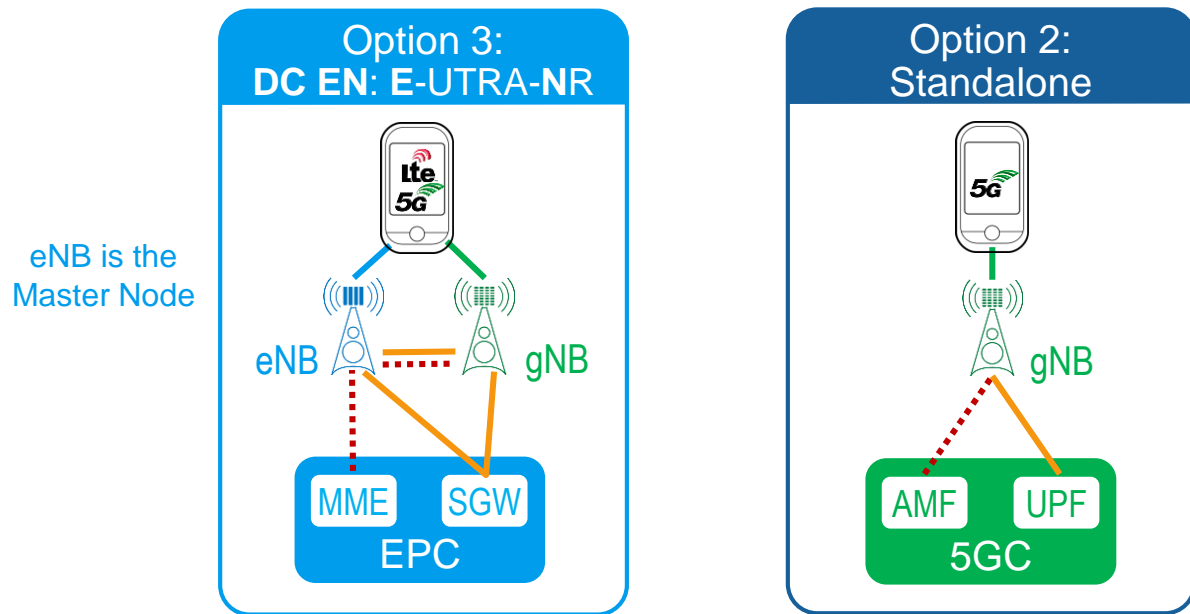 Option 3:
DC EN: E-UTRA-NR
Lte
5G
eNB is the
Master Node
eNB
gNB
MME
SGW
EPC
Option 2:
Standalone
5G
gNB
AMF
UPF
5GC